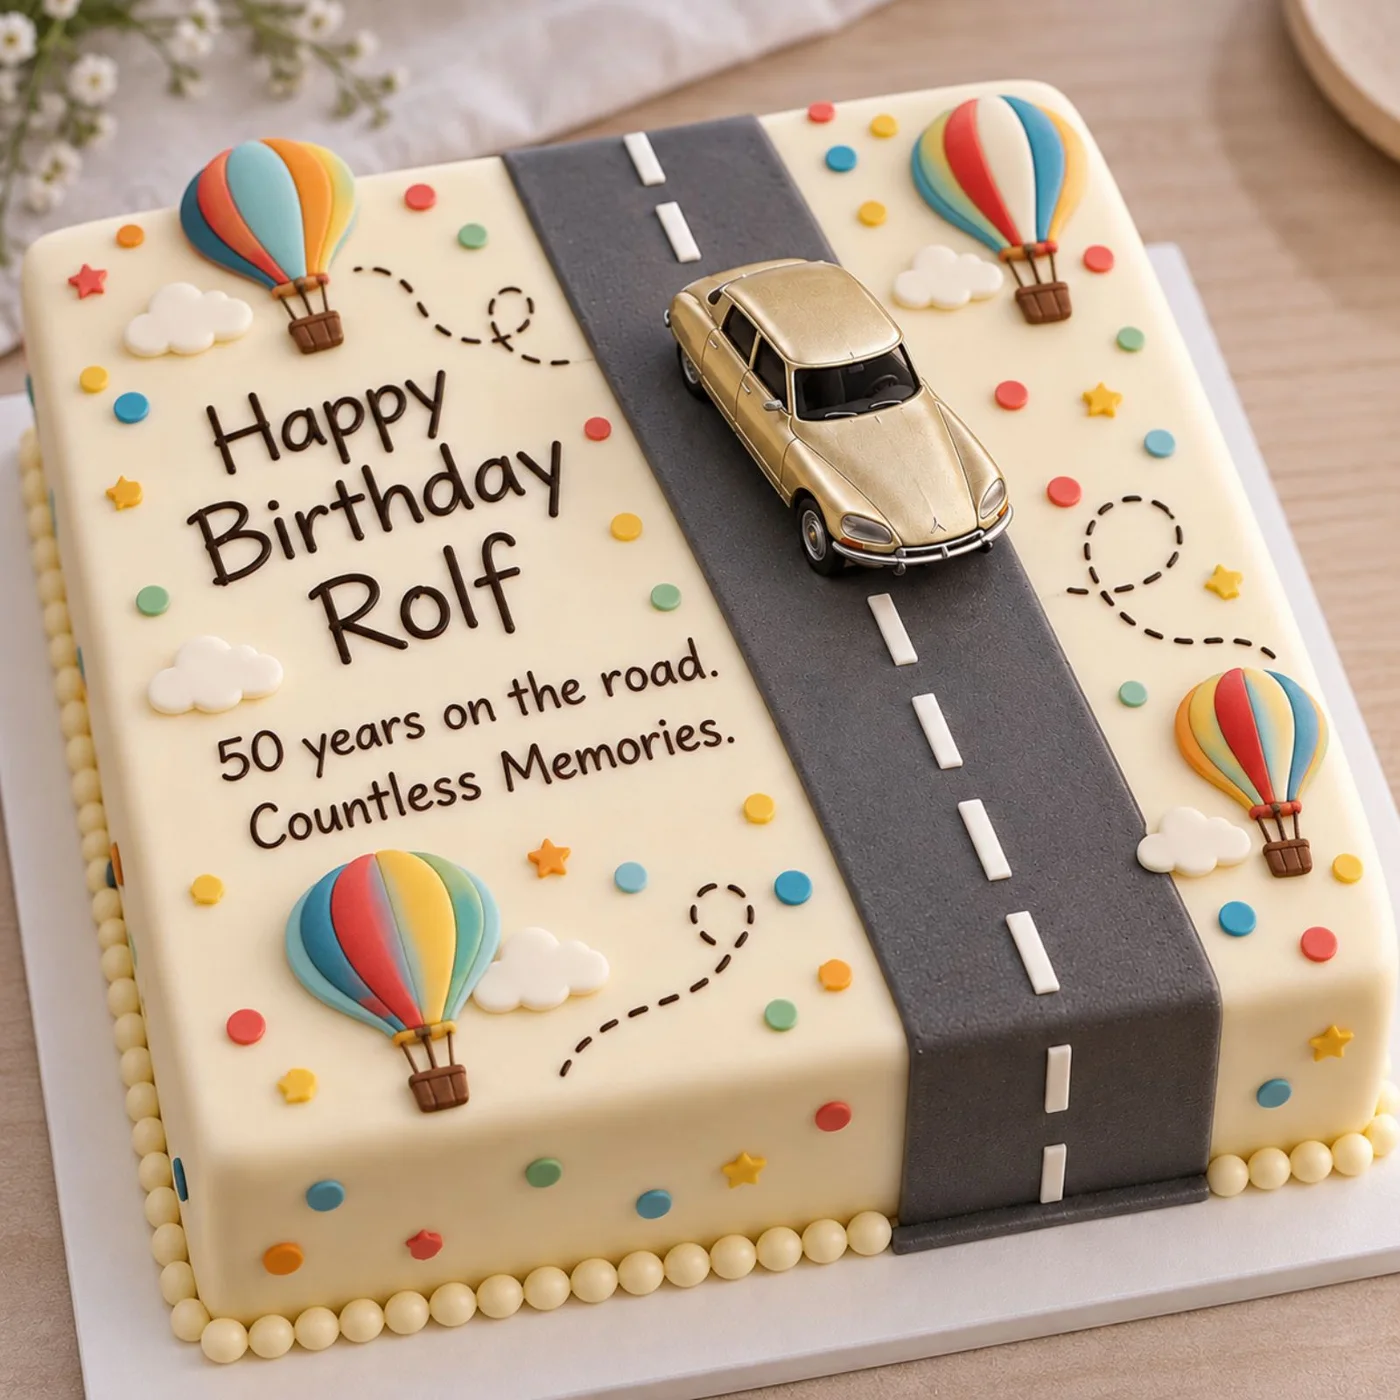 Happy
Birthday
Rolf
50 years on the road.
Countless Memories.